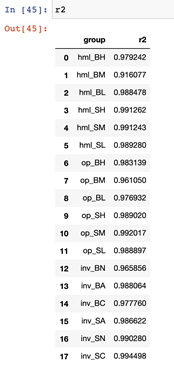 In [45]: r2
Out[45]:
group r2
0 hml_BH 0.979242
1 hml_BM 0.916077
2 hml_BL 0.988478
3 hml_SH 0.991262
4 hml_SM 0.991243
5 hml_SL 0.989280
6 op_BH 0.983139
7 op_BM 0.961050
8 op_BL 0.976932
9 op_SH 0.989020
10 op_SM 0.992017
11 op_SL 0.988897
12 inv_BN 0.965856
13 inv_BA 0.988064
14 inv_BC 0.977760
15 inv_SA 0.986622
16 inv_SN 0.990280
17 inv_SC 0.994498